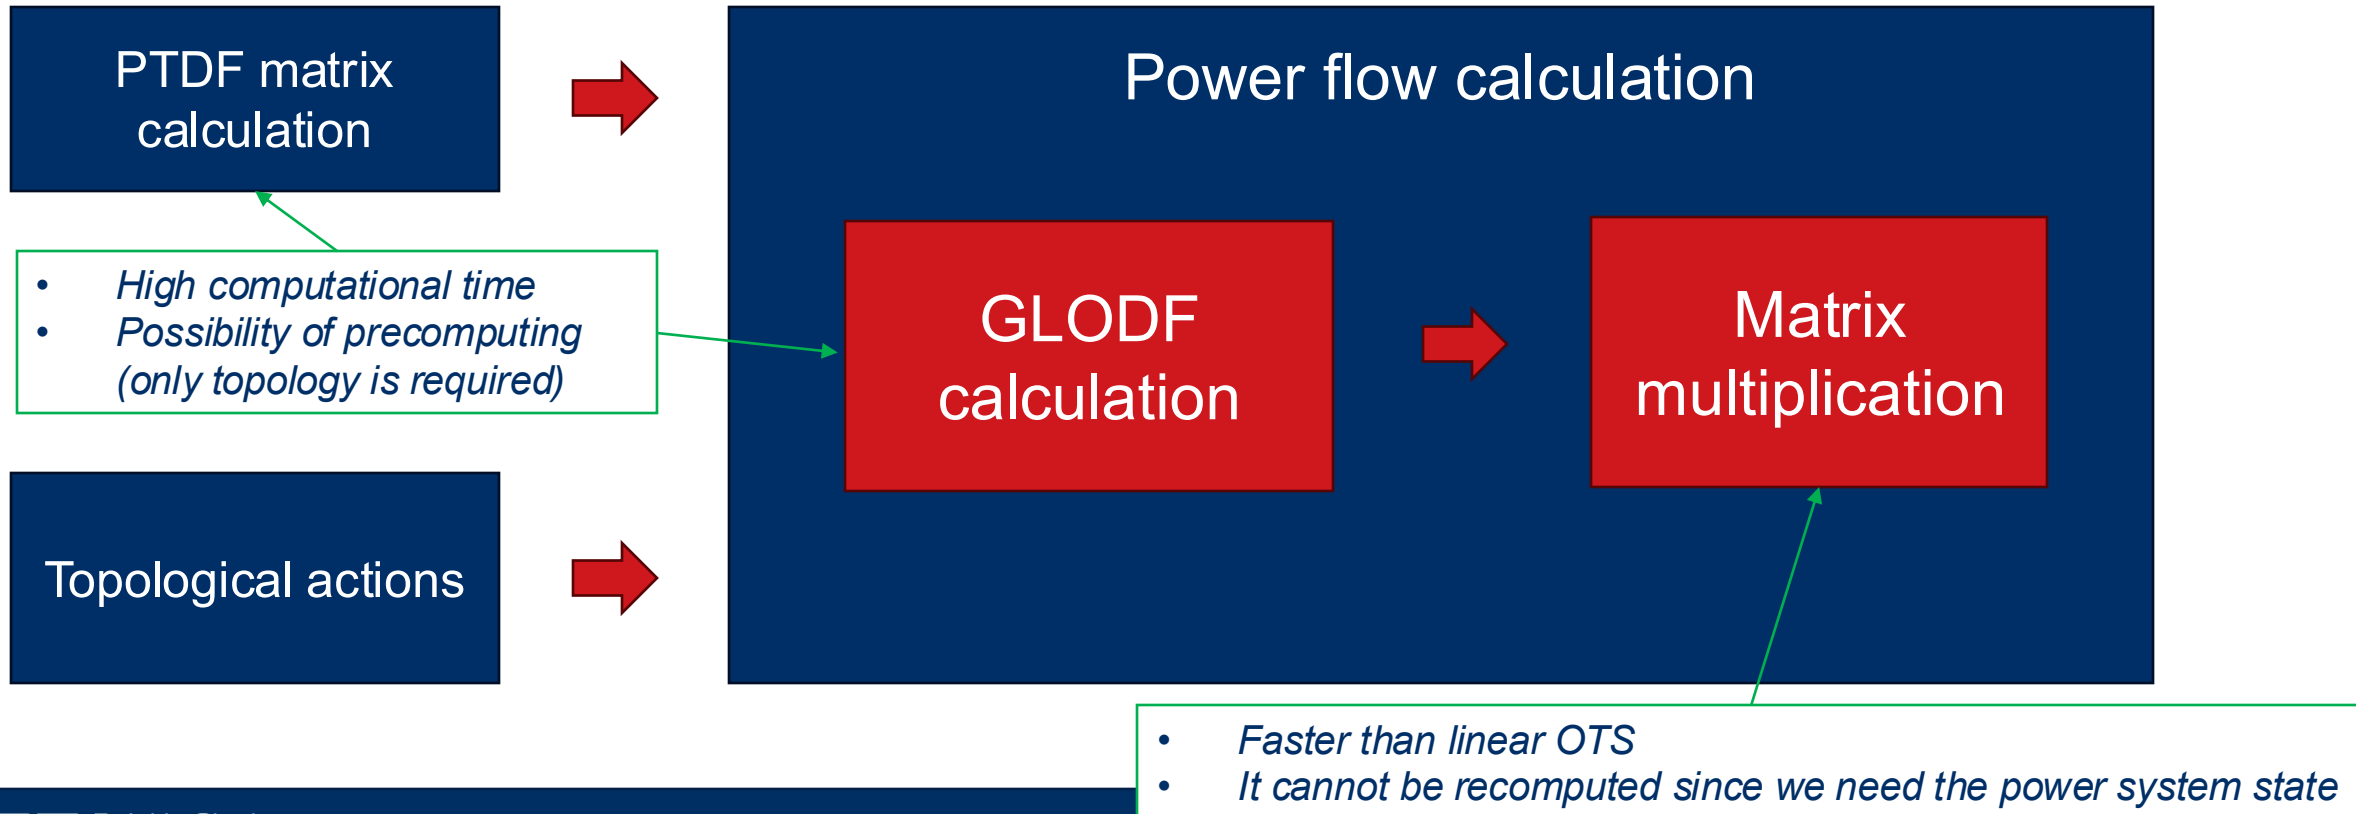 PTDF matrix
calculation
Power flow calculation
• High computational time
• Possibility of precomputing
(only topology is required)
GLODF
calculation
Matrix
multiplication
Topological actions
• Faster than linear OTS
• It cannot be recomputed since we need the power system state